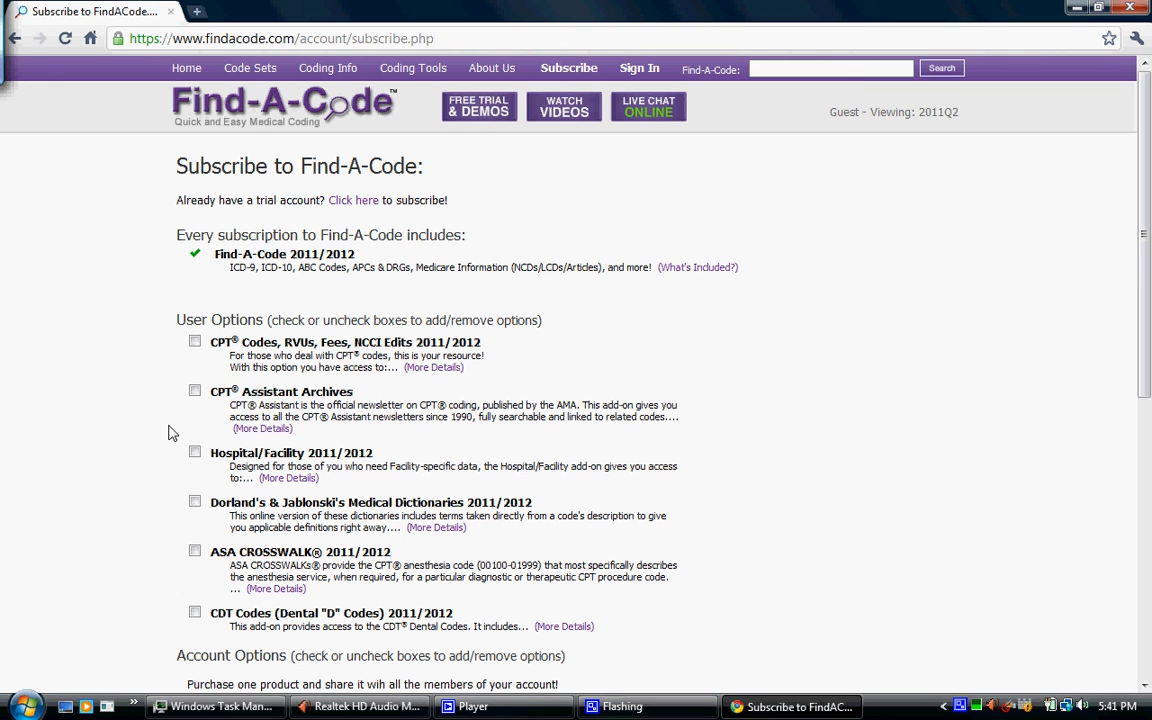 Subscribe to FindACode....
https://www.findacode.com/account/subscribe.php
Home Code Sets Coding Info Coding Tools About Us Subscribe Sign In Find-A-Code: Search
Find-A-Code™
Quick and Easy Medical Coding
FREE TRIAL
& DEMOS
WATCH
VIDEOS
LIVE CHAT
ONLINE
Guest - Viewing: 2011Q2
Subscribe to Find-A-Code:
Already have a trial account? Click here to subscribe!
Every subscription to Find-A-Code includes:
Find-A-Code 2011/2012
ICD-9, ICD-10, ABC Codes, APCs & DRGs, Medicare Information (NCDs/LCDs/Articles), and more! (What's Included?)
User Options (check or uncheck boxes to add/remove options)
CPT® Codes, RVUs, Fees, NCCI Edits 2011/2012
For those who deal with CPT® codes, this is your resource!
With this option you have access to:... (More Details)
CPT® Assistant Archives
CPT® Assistant is the official newsletter on CPT® coding, published by the AMA. This add-on gives you
access to all the CPT® Assistant newsletters since 1990, fully searchable and linked to related codes....
(More Details)
Hospital/Facility 2011/2012
Designed for those of you who need Facility-specific data, the Hospital/Facility add-on gives you access
to:... (More Details)
Dorland's & Jablonski's Medical Dictionaries 2011/2012
This online version of these dictionaries includes terms taken directly from a code's description to give
you applicable definitions right away.... (More Details)
ASA CROSSWALK® 2011/2012
ASA CROSSWALKs® provide the CPT® anesthesia code (00100-01999) that most specifically describes
the anesthesia service, when required, for a particular diagnostic or therapeutic CPT procedure code.
... (More Details)
CDT Codes (Dental "D" Codes) 2011/2012
This add-on provides access to the CDT® Dental Codes. It includes... (More Details)
Account Options (check or uncheck boxes to add/remove options)
Purchase one product and share it wih all the members of your account!
Windows Task Man... Realtek HD Audio M... Player Flashing Subscribe to FindAC... 5:41 PM